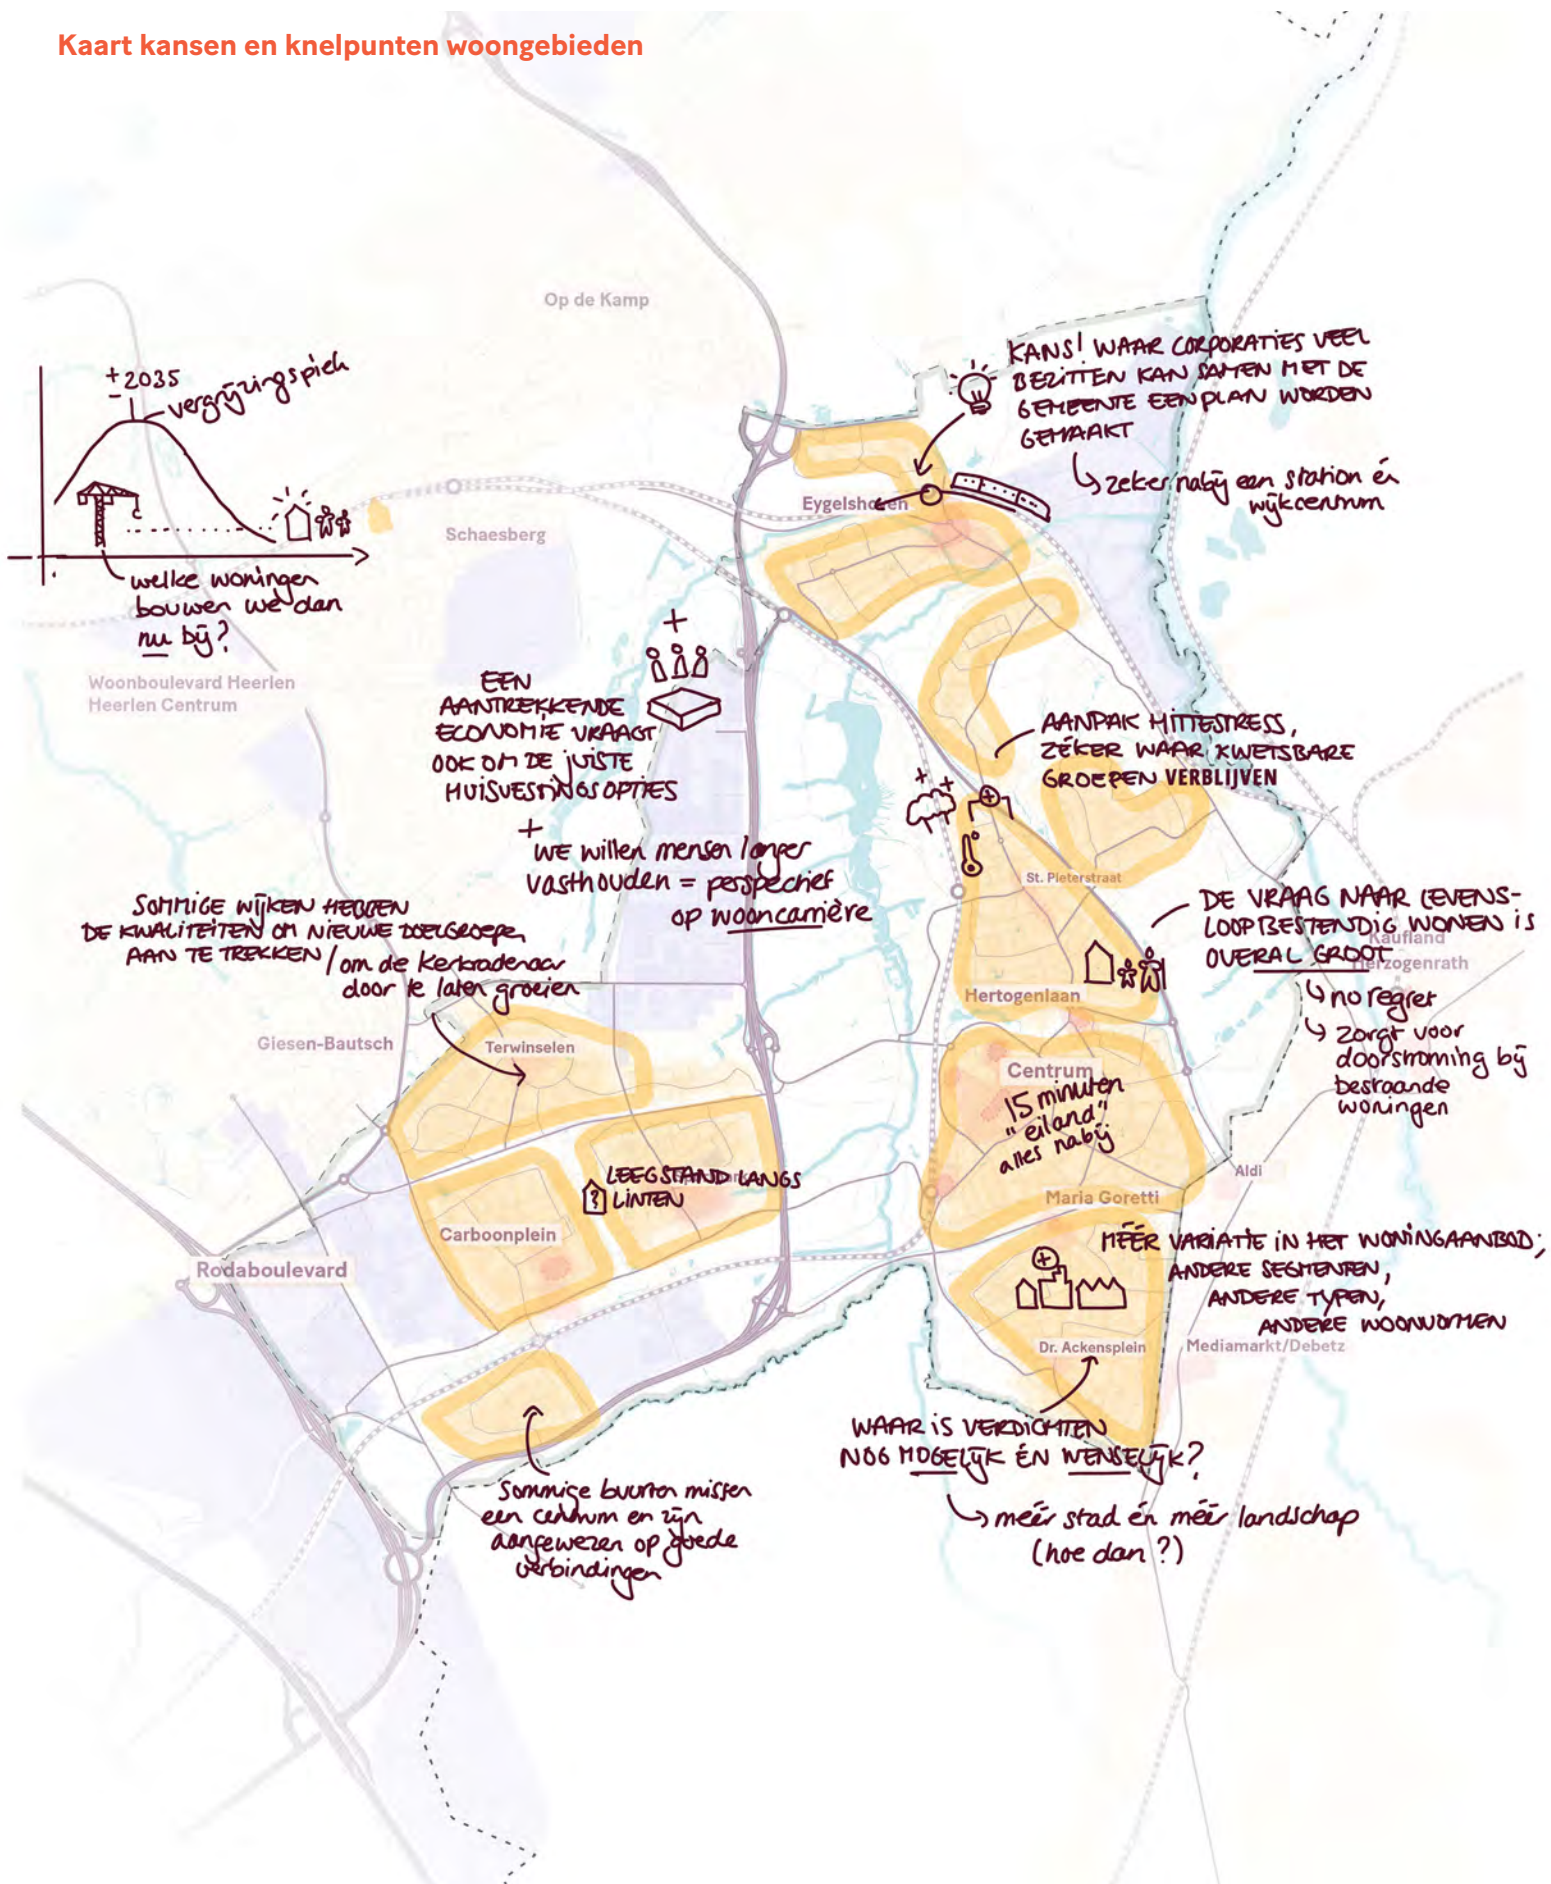 Kaart kansen en knelpunten woongebieden
Op de Kamp
± 2035
vergrijzingspiek
welke woningen
bouwen we dan
nu bij?
KANS! WAAR CORPORATIES VEEL
BEZITTEN KAN SAMEN MET DE
GEMEENTE EEN PLAN WORDEN
GEMAAKT
zeker nabij een station én
wijkcentrum
Eygelshoven
Schaesberg
Woonboulevard Heerlen
Heerlen Centrum
EEN
AANTREKKENDE
ECONOMIE VRAAGT
OOK OM DE JUISTE
HUISVESTINGSOPTIES
+
WE willen mensen langer
vasthouden = perspectief
op wooncarrière
AANPAK HITTESTRESS,
ZÉKER WAAR KWETSBARE
GROEPEN VERBLIJVEN
St. Pieterstraat
SOMMIGE WIJKEN HEBBEN
DE KWALITEITEN OM NIEUWE DOELGROEPEN
AAN TE TREKKEN / om de Kerkradenaar
door te laten groeien
DE VRAAG NAAR LEVENS-
LOOPBESTENDIG WONEN IS
OVERAL GROOT
no regret
zorgt voor
doorstroming bij
bestaande
woningen
Kaufland
Herzogenrath
Hertogenlaan
Giesen-Bautsch
Terwinselen
Centrum
15 minuten
"eiland"
alles nabij
LEEGSTAND LANGS
LINTEN
?
Carboonplein
Aldi
Maria Goretti
Rodaboulevard
MÉÉR VARIATIE IN HET WONINGAANBOD;
ANDERE SEGMENTEN,
ANDERE TYPEN,
ANDERE WOONVORMEN
Dr. Ackensplein
Mediamarkt/Debetz
WAAR IS VERDICHTEN
NOG MOGELIJK ÉN WENSELIJK?
méér stad én méér landschap
(hoe dan?)
Sommige buurten missen
een centrum en zijn
aangewezen op goede
verbindingen